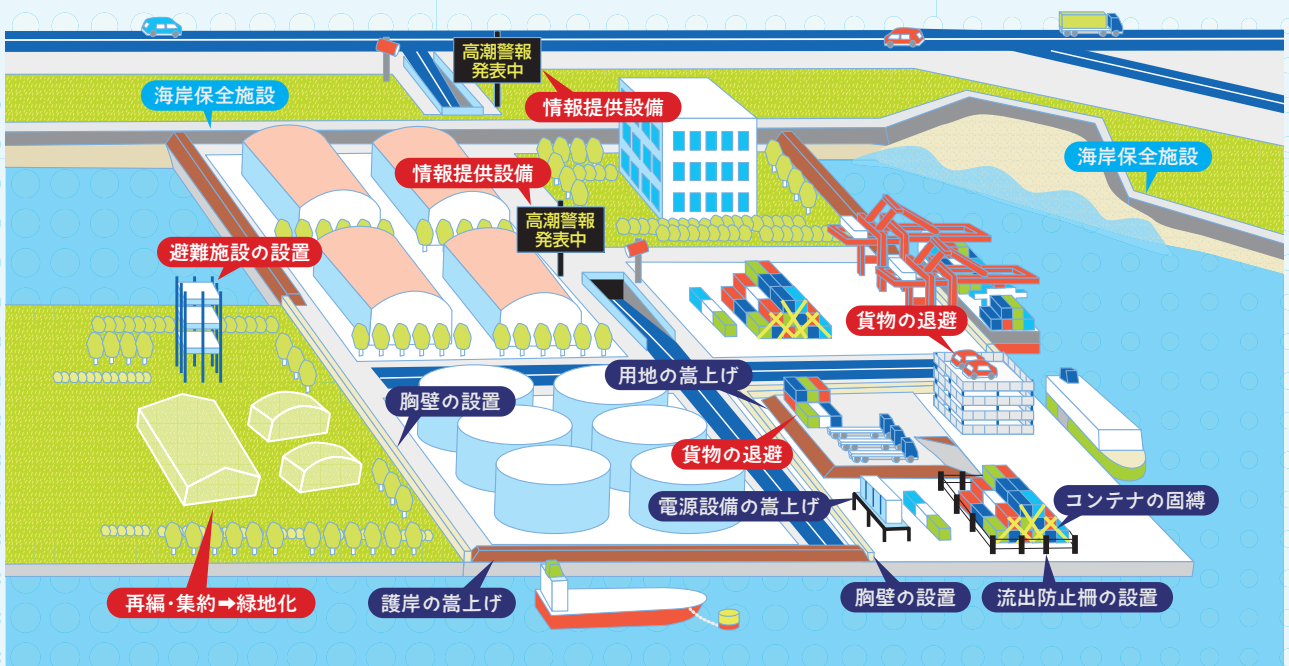 高潮警報
発表中
情報提供設備
海岸保全施設
海岸保全施設
情報提供設備
高潮警報
発表中
避難施設の設置
貨物の退避
用地の嵩上げ
胸壁の設置
貨物の退避
電源設備の嵩上げ
コンテナの固縛
再編・集約➡緑地化
護岸の嵩上げ
胸壁の設置
流出防止柵の設置